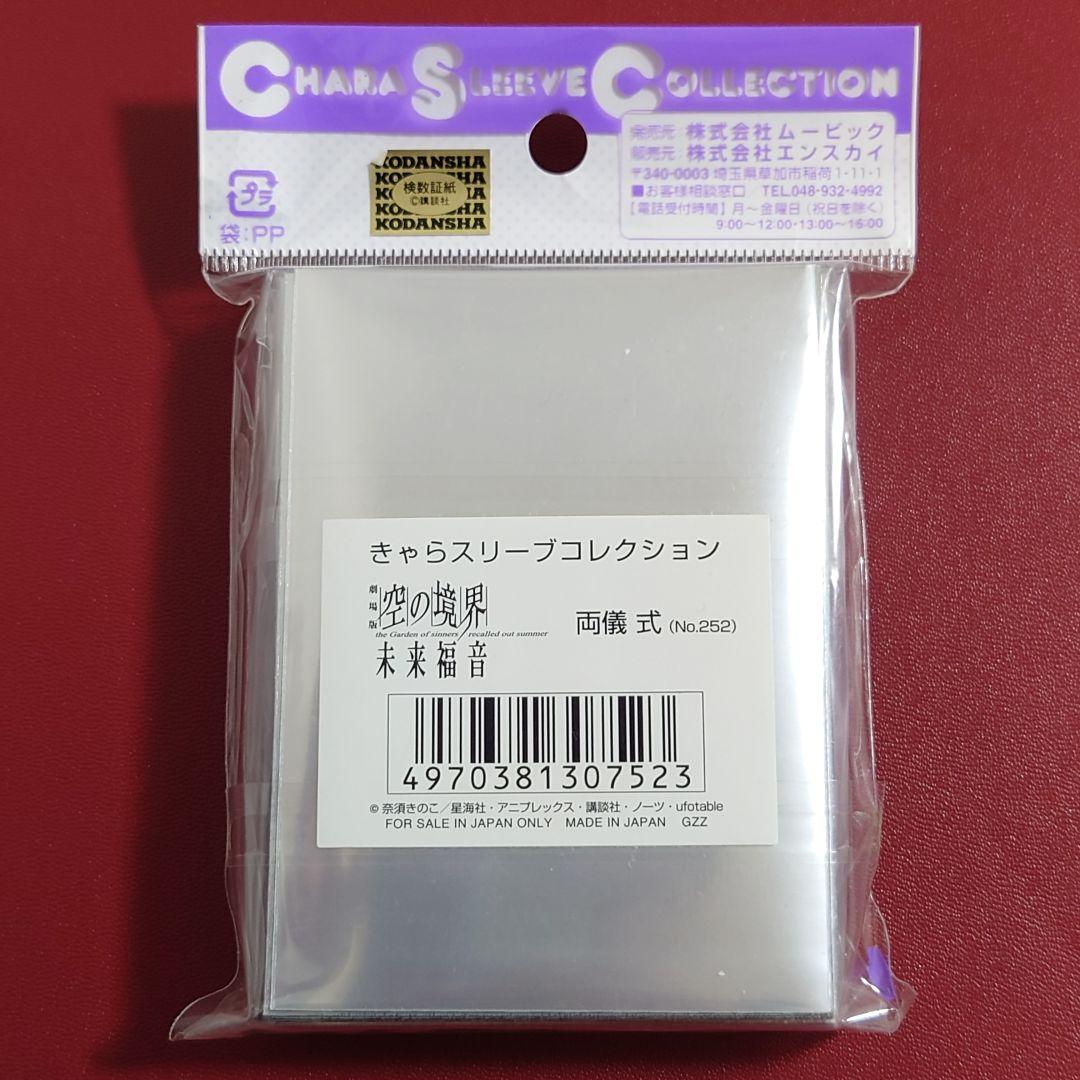 CHARA SLEEVE COLLECTION
発売元：株式会社ムービック
販売元：株式会社エンスカイ
〒340-0003 埼玉県草加市稲荷1-11-1
■お客様相談窓口 TEL.048-932-4992
【電話受付時間】月～金曜日(祝日を除く)
9:00～12:00・13:00～16:00
KODANSHA
検数証紙
©講談社
KODANSHA
KODANSHA
プラ
袋：PP
きゃらスリーブコレクション
劇場版
空の境界
the Garden of sinners recalled out summer
未来福音
両儀 式 (No.252)
4970381307523
©奈須きのこ／星海社・アニプレックス・講談社・ノーツ・ufotable
FOR SALE IN JAPAN ONLY MADE IN JAPAN GZZ